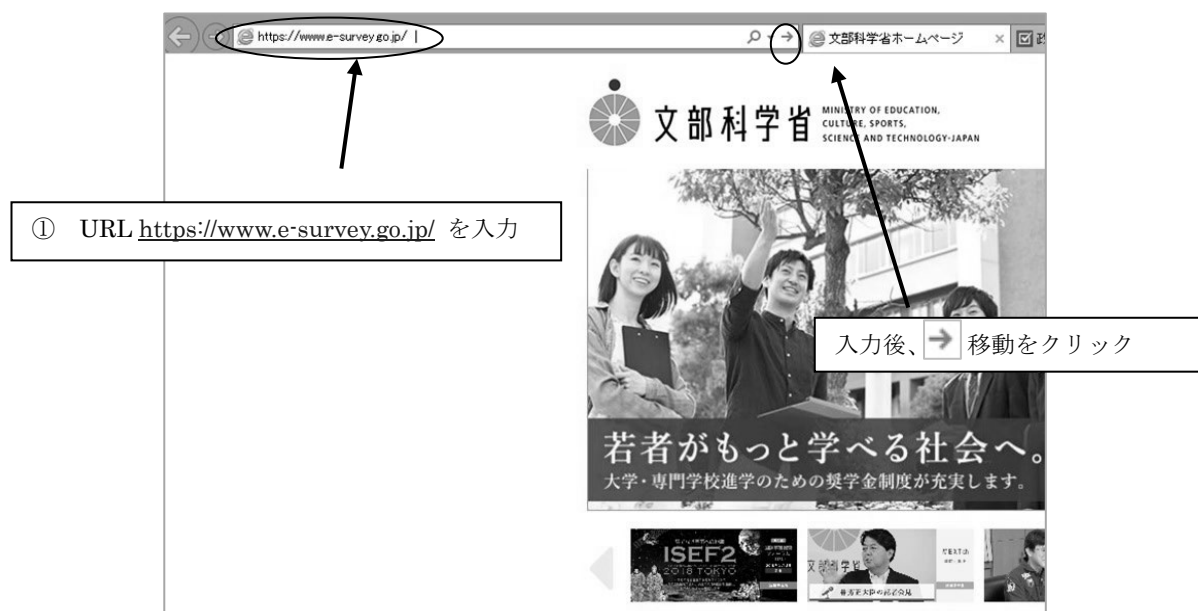 https://www.e-survey.go.jp/
文部科学省ホームページ
文部科学省
MINISTRY OF EDUCATION,
CULTURE, SPORTS,
SCIENCE AND TECHNOLOGY-JAPAN
① URL https://www.e-survey.go.jp/ を入力
入力後、→ 移動をクリック
若者がもっと学べる社会へ。
大学・専門学校進学のための奨学金制度が充実します。
ISEF2
2018 TOKYO
文部科学省